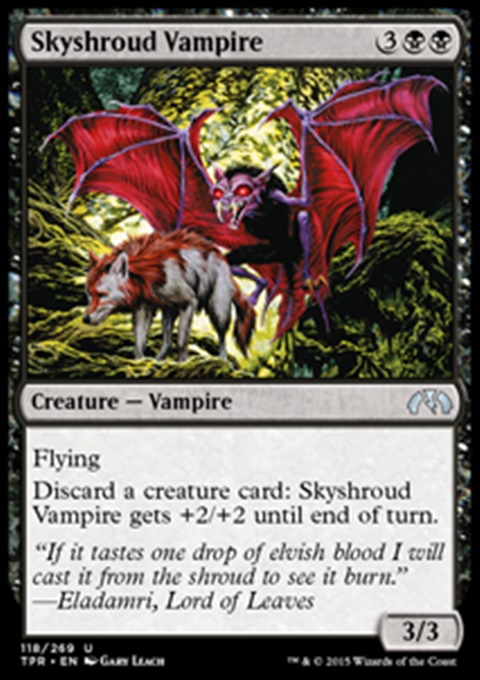 Skyshroud Vampire 3
Creature — Vampire
Flying
Discard a creature card: Skyshroud
Vampire gets +2/+2 until end of turn.
“If it tastes one drop of elvish blood I will
cast it from the shroud to see it burn.”
—Eladamri, Lord of Leaves
3/3
118/269 U
TPR • EN Gary Leach
™ & © 2015 Wizards of the Coast